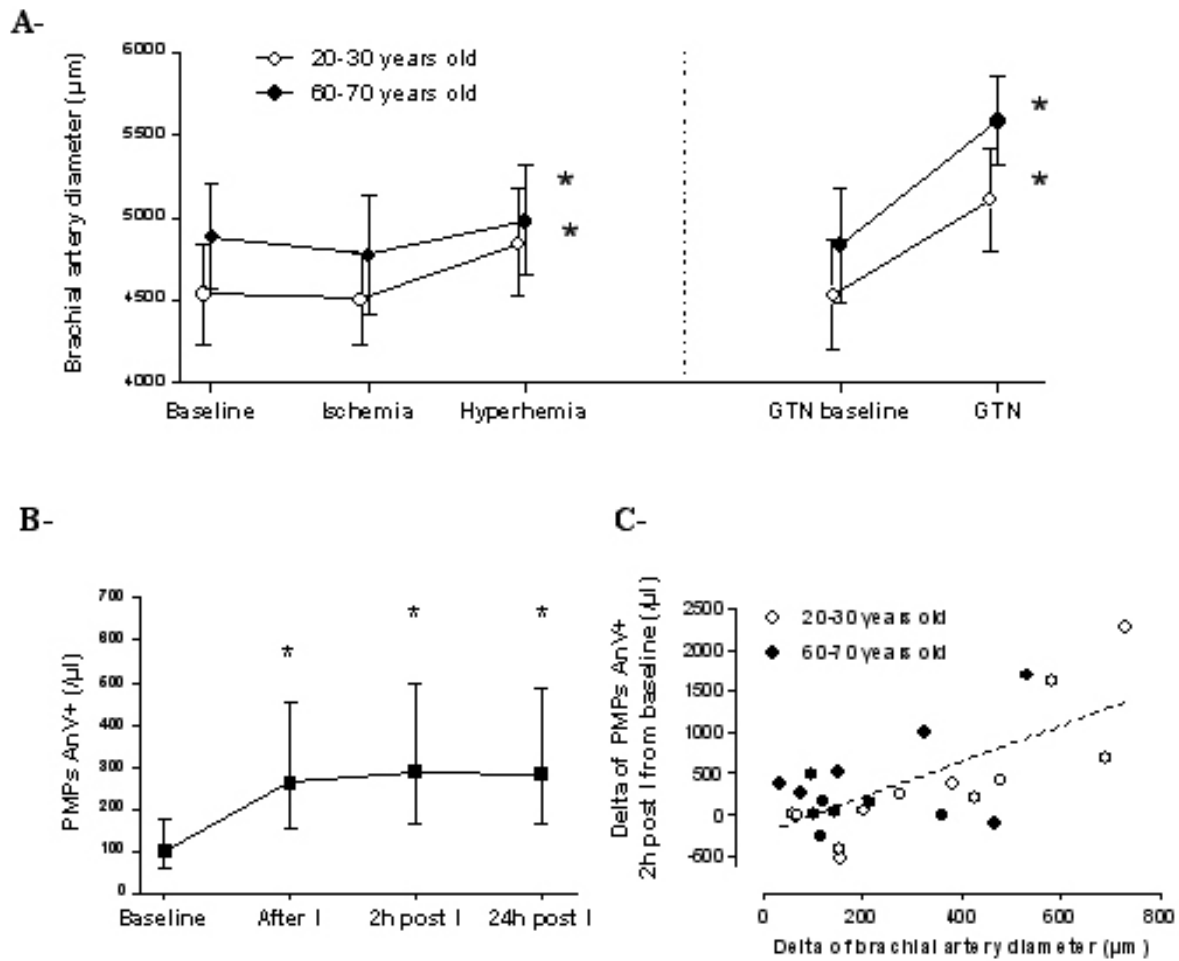 A-
Brachial artery diameter (µm)
6000
5500
5000
4500
4000
20-30 years old
60-70 years old
*
*
*
*
Baseline
Ischemia
Hyperhemia
GTN baseline
GTN
B-
PMPs AnV+ (/µl)
700
600
600
400
300
200
100
0
*
*
*
Baseline
After I
2h post I
24h post I
C-
Delta of PMPs AnV+
2h post I from baseline (/µl)
2500
2000
1500
1000
500
0
-500
20-30 years old
60-70 years old
0
200
400
600
800
Delta of brachial artery diameter (µm)